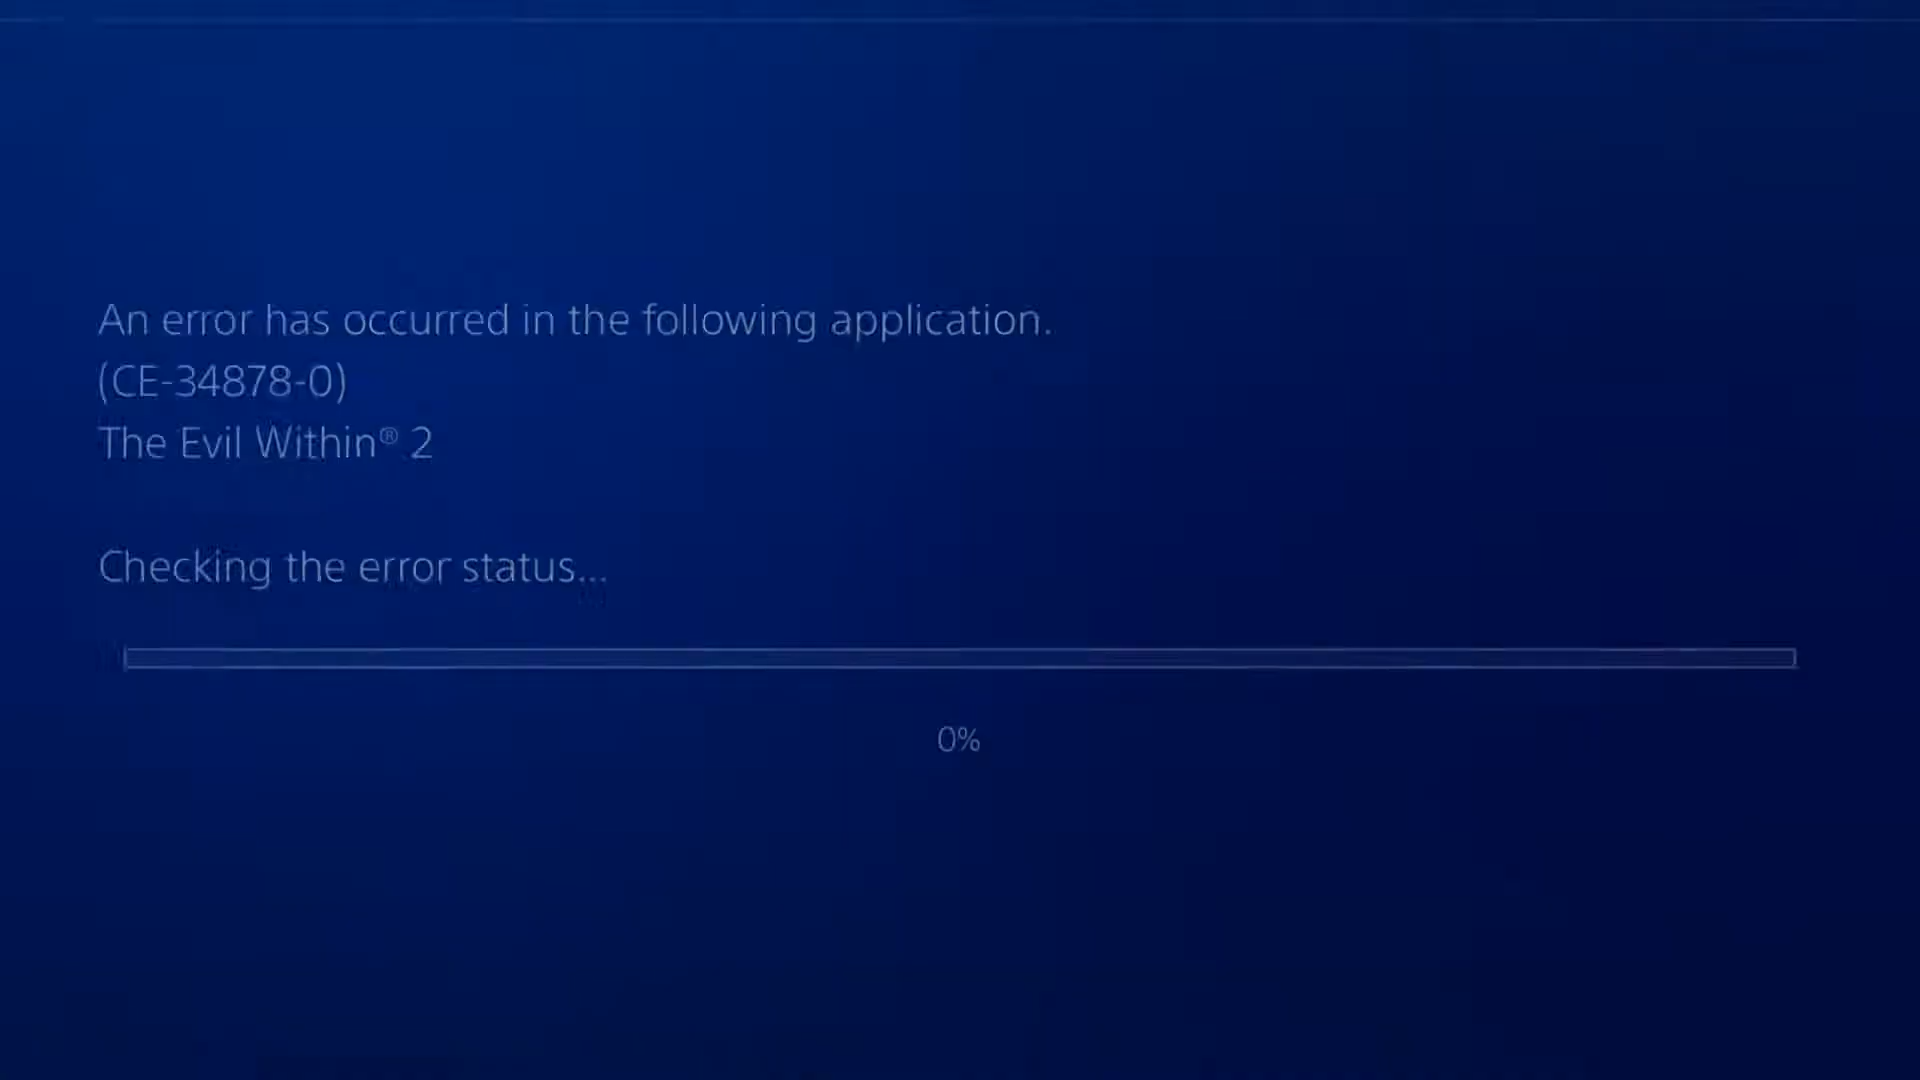 An error has occurred in the following application.
(CE-34878-0)
The Evil Within® 2
Checking the error status...
0%